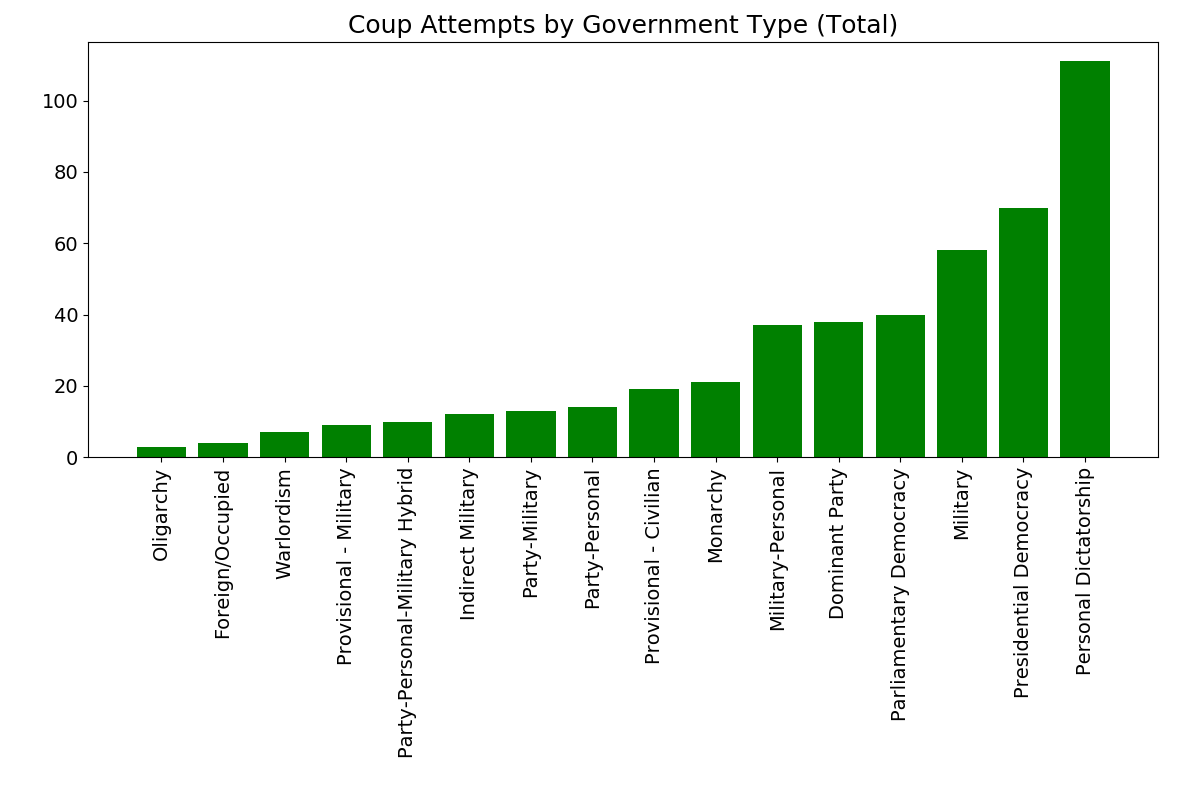 Coup Attempts by Government Type (Total)
100
80
60
40
20
0
Oligarchy
Foreign/Occupied
Warlordism
Provisional - Military
Party-Personal-Military Hybrid
Indirect Military
Party-Military
Party-Personal
Provisional - Civilian
Monarchy
Military-Personal
Dominant Party
Parliamentary Democracy
Military
Presidential Democracy
Personal Dictatorship